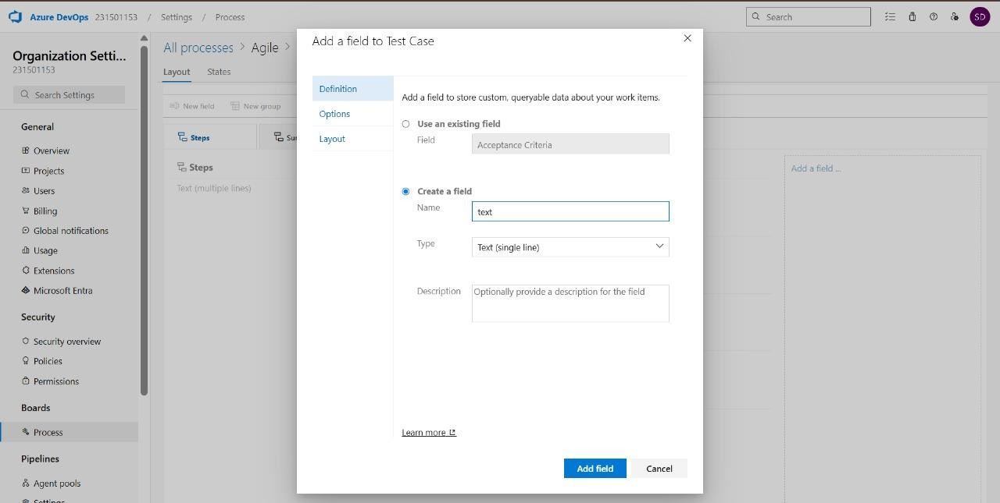 Azure DevOps 231501153 / Settings / Process
Search
SD
Organization Setti...
231501153
Search Settings
General
Overview
Projects
Users
Billing
Global notifications
Usage
Extensions
Microsoft Entra
Security
Security overview
Policies
Permissions
Boards
Process
Pipelines
Agent pools
All processes > Agile >
Layout States
New field New group
Steps
Steps
Text (multiple lines)
Add a field ...
Add a field to Test Case
Definition
Options
Layout
Add a field to store custom, queryable data about your work items.
Use an existing field
Field Acceptance Criteria
Create a field
Name text
Type Text (single line)
Description Optionally provide a description for the field
Learn more
Add field Cancel